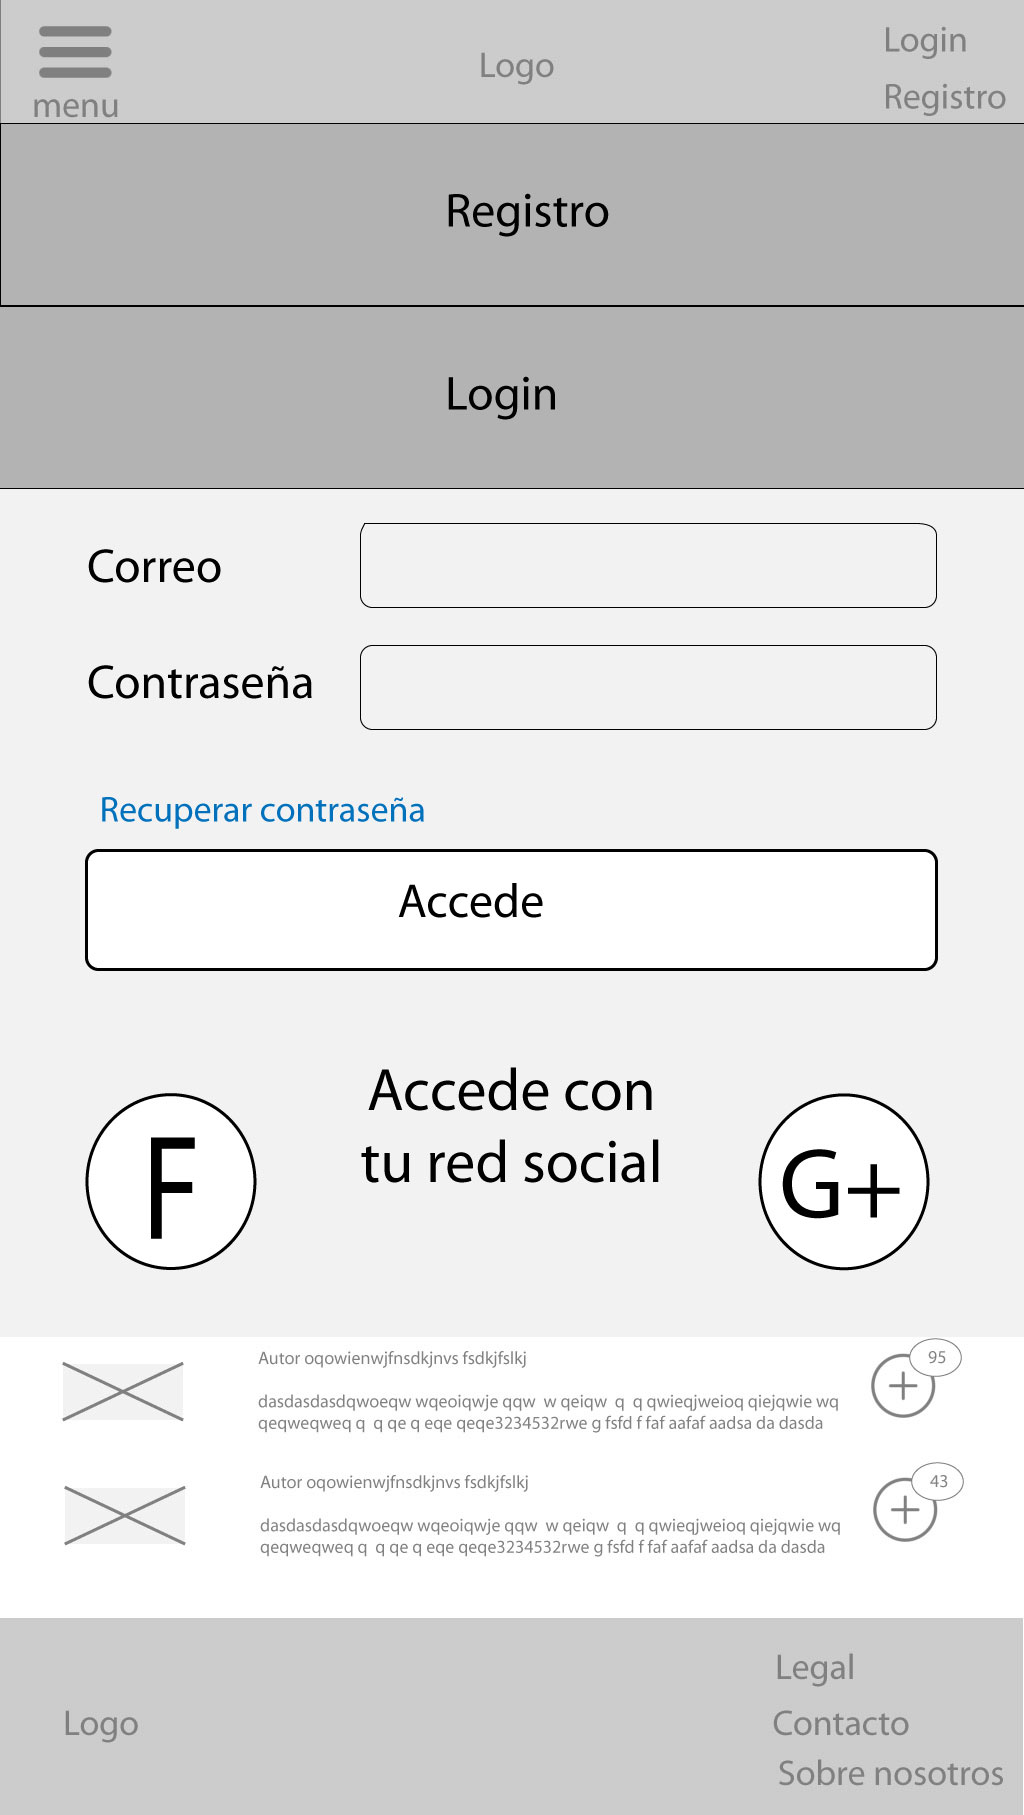 menu
Logo
Login
Registro
Registro
Login
Correo
Contraseña
Recuperar contraseña
Accede
F
Accede con
tu red social
G+
Autor oqowienwjfnsdkjnvs fsdkjfslkj
95
dasdasdasdqwoeqw wqeoiqwje qqw w qeiqw q q qwieqjweioq qiejqwie wq
qeqweqweq q q qe q eqe qeqe3234532rwe g fsfd f faf aafaf aadsa da dasda
Autor oqowienwjfnsdkjnvs fsdkjfslkj
43
dasdasdasdqwoeqw wqeoiqwje qqw w qeiqw q q qwieqjweioq qiejqwie wq
qeqweqweq q q qe q eqe qeqe3234532rwe g fsfd f faf aafaf aadsa da dasda
Logo
Legal
Contacto
Sobre nosotros